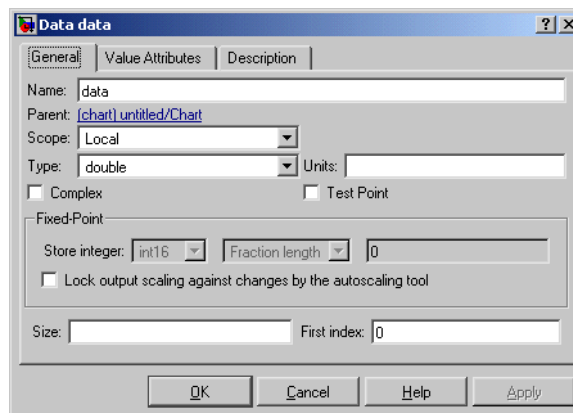 Data data
General Value Attributes Description
Name: data
Parent: (chart) untitled/Chart
Scope: Local
Type: double Units:
Complex Test Point
Fixed-Point
Store integer: int16 Fraction length 0
Lock output scaling against changes by the autoscaling tool
Size: First index: 0
OK Cancel Help Apply